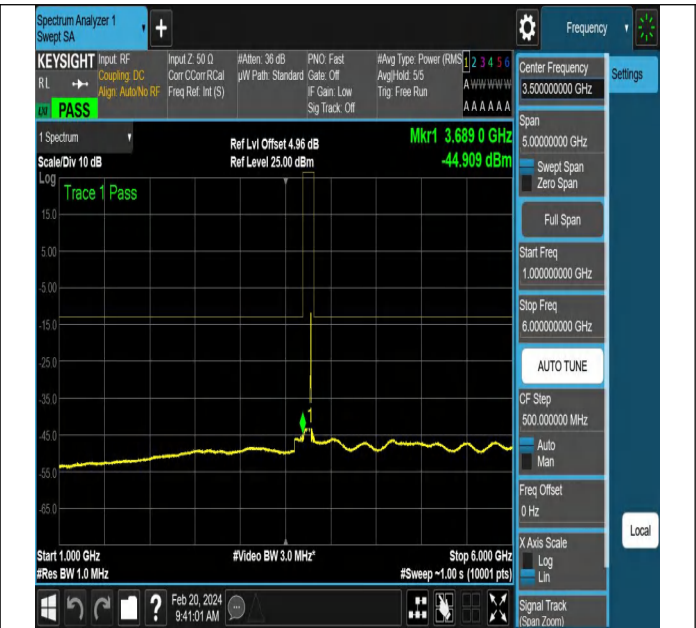 Spectrum Analyzer 1
Swept SA
Frequency
KEYSIGHT
RL
PASS
Input: RF
Coupling: DC
Align: Auto/No RF
Input Z: 50 Ω
Corr CCorr RCal
Freq Ref: Int (S)
#Atten: 36 dB
µW Path: Standard
PNO: Fast
Gate: Off
IF Gain: Low
Sig Track: Off
#Avg Type: Power (RMS
Avg|Hold: 5/5
Trig: Free Run
1 2 3 4 5 6
A W W W W W
A A A A A A
1 Spectrum
Scale/Div 10 dB
Ref Lvl Offset 4.96 dB
Ref Level 25.00 dBm
Mkr1 3.689 0 GHz
-44.909 dBm
Log
Trace 1 Pass
15.0
5.00
-5.00
-15.0
-25.0
-35.0
1
-45.0
-55.0
-65.0
Start 1.000 GHz
#Video BW 3.0 MHz*
Stop 6.000 GHz
#Res BW 1.0 MHz
#Sweep ~1.00 s (10001 pts)
Feb 20, 2024
9:41:01 AM
Center Frequency
3.500000000 GHz
Settings
Span
5.00000000 GHz
Swept Span
Zero Span
Full Span
Start Freq
1.000000000 GHz
Stop Freq
6.000000000 GHz
AUTO TUNE
CF Step
500.000000 MHz
Auto
Man
Freq Offset
0 Hz
X Axis Scale
Log
Lin
Local
Signal Track
(Span Zoom)